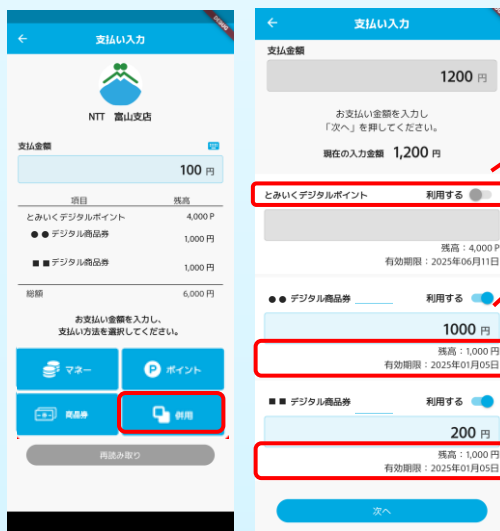 支払い入力
NTT 富山支店
支払金額
100 円
項目 残高
とみいくデジタルポイント 4,000 P
●●デジタル商品券 1,000 円
■■デジタル商品券 1,000 円
総額 6,000 円
お支払い金額を入力し、
支払い方法を選択してください。
マネー
P ポイント
商品券
併用
再読み取り
支払い入力
支払金額
1200 円
お支払い金額を入力し
「次へ」を押してください。
現在の入力金額 1,200 円
とみいくデジタルポイント 利用する
残高：4,000 P
有効期限：2025年06月11日
●● デジタル商品券 利用する
1000 円
残高：1,000 円
有効期限：2025年01月05日
■■ デジタル商品券 利用する
200 円
残高：1,000 円
有効期限：2025年01月05日
次へ